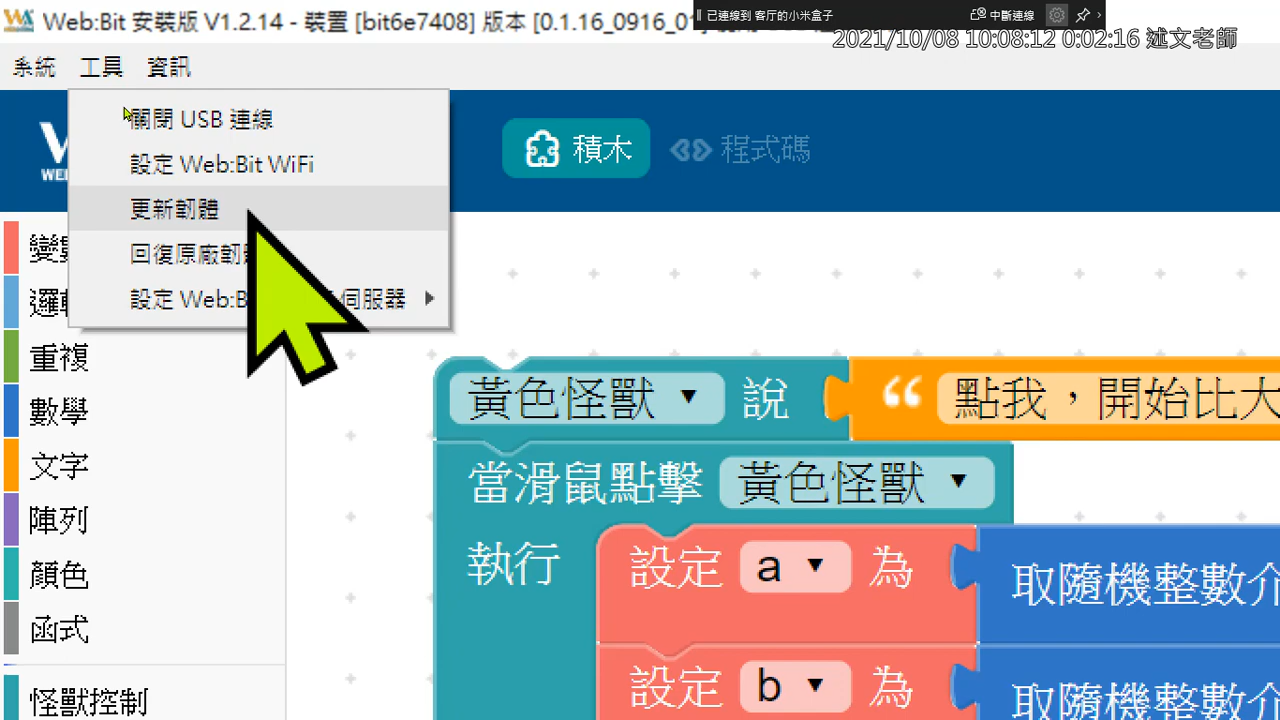 Web:Bit 安裝版 V1.2.14 - 裝置 [bit6e7408] 版本 [0.1.16_0916_01]
已連線到 客厅的小米盒子
中斷連線
2021/10/08 10:08:12 0:02:16 述文老師
系統 工具 資訊
關閉 USB 連線
設定 Web:Bit WiFi
更新韌體
回復原廠韌
設定 Web:B 伺服器
積木
程式碼
變
邏
重複
數學
文字
陣列
顏色
函式
怪獸控制
黃色怪獸 說 “ 點我，開始比大
當滑鼠點擊 黃色怪獸
執行 設定 a 為 取隨機整數介
設定 b 為 取隨機整數介